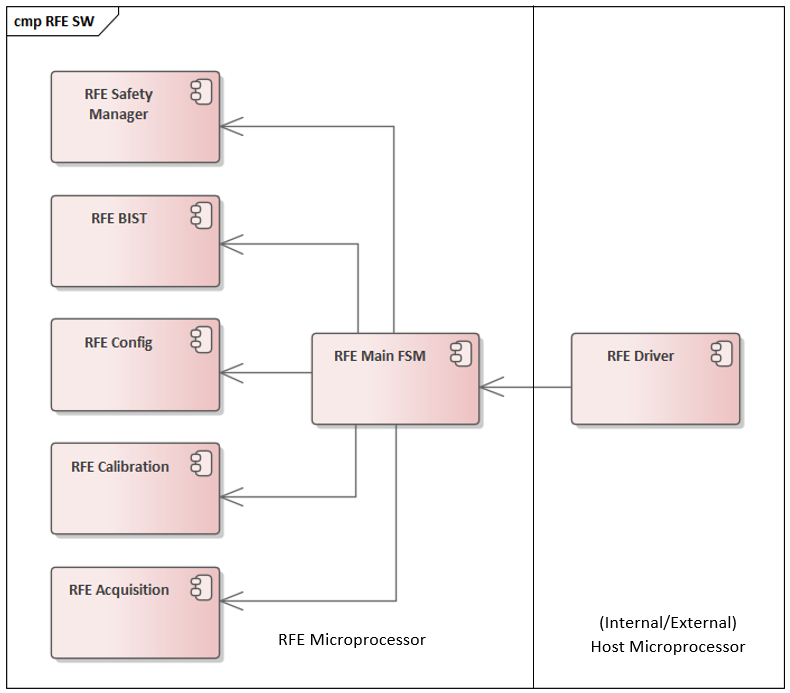 cmp RFE SW
RFE Safety
Manager
RFE BIST
RFE Config
RFE Main FSM
RFE Driver
RFE Calibration
RFE Acquisition
RFE Microprocessor
(Internal/External)
Host Microprocessor